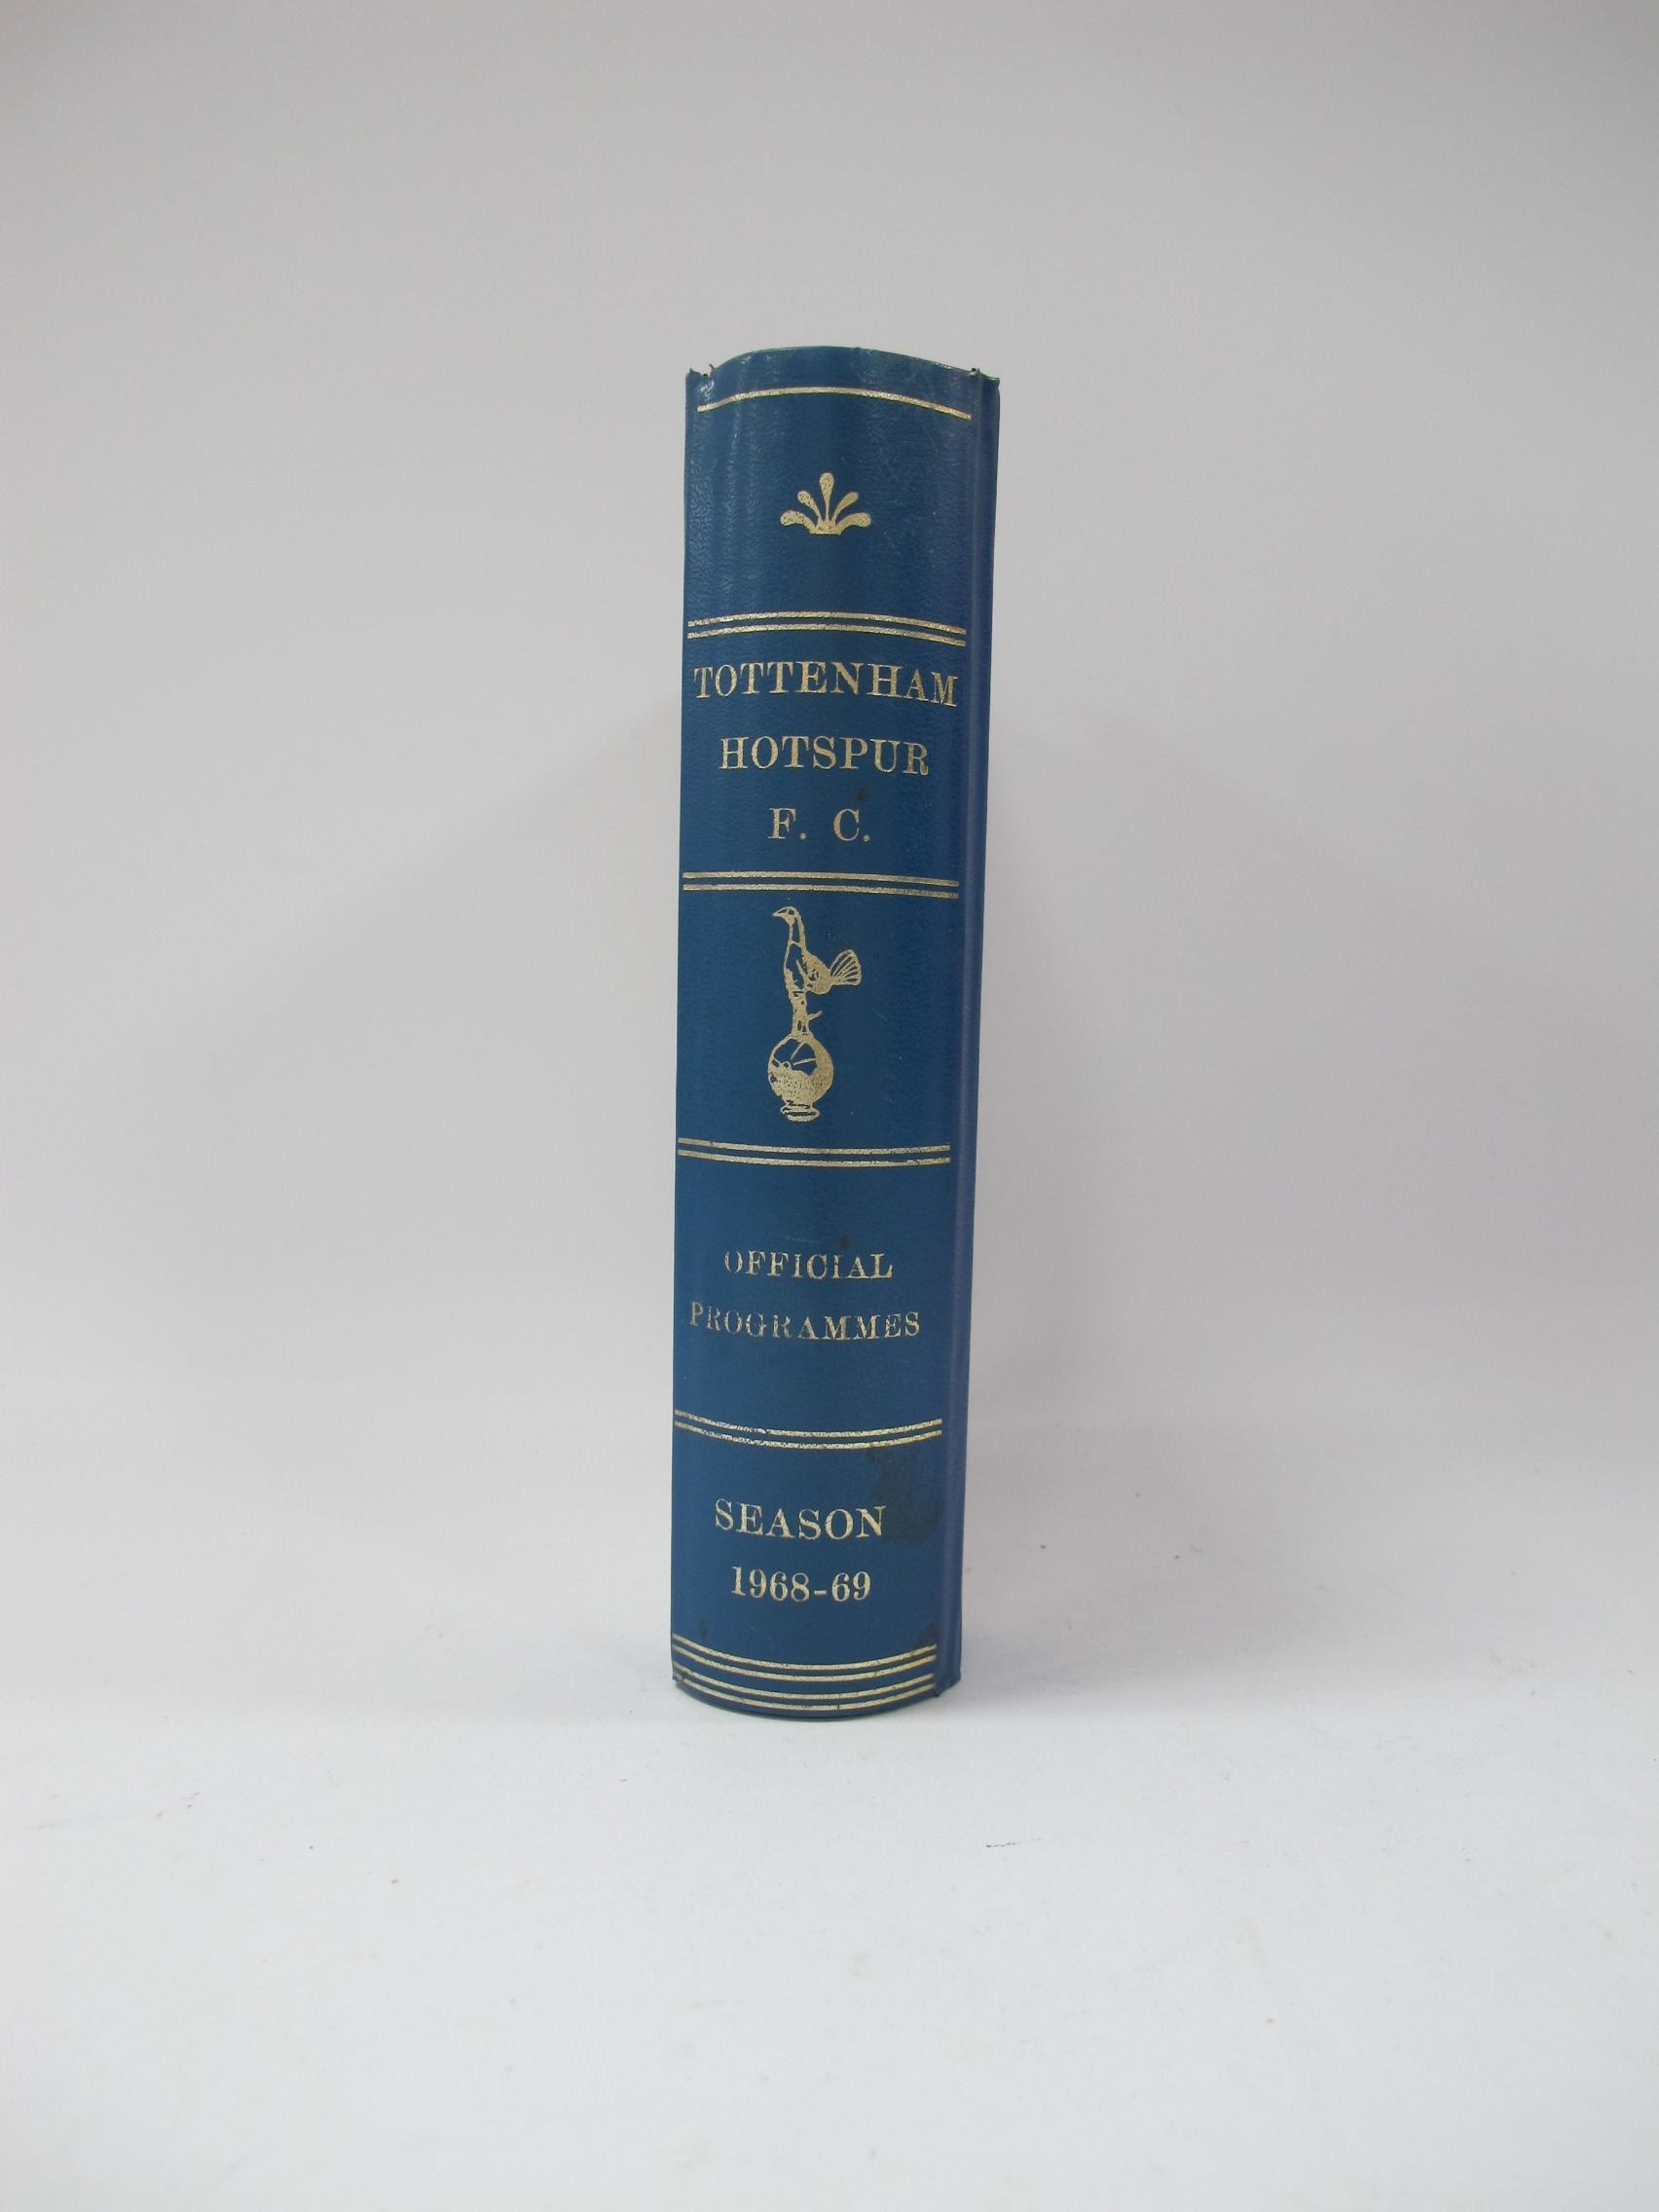 TOTTENHAM
HOTSPUR
F. C.
OFFICIAL
PROGRAMMES
SEASON
1968-69